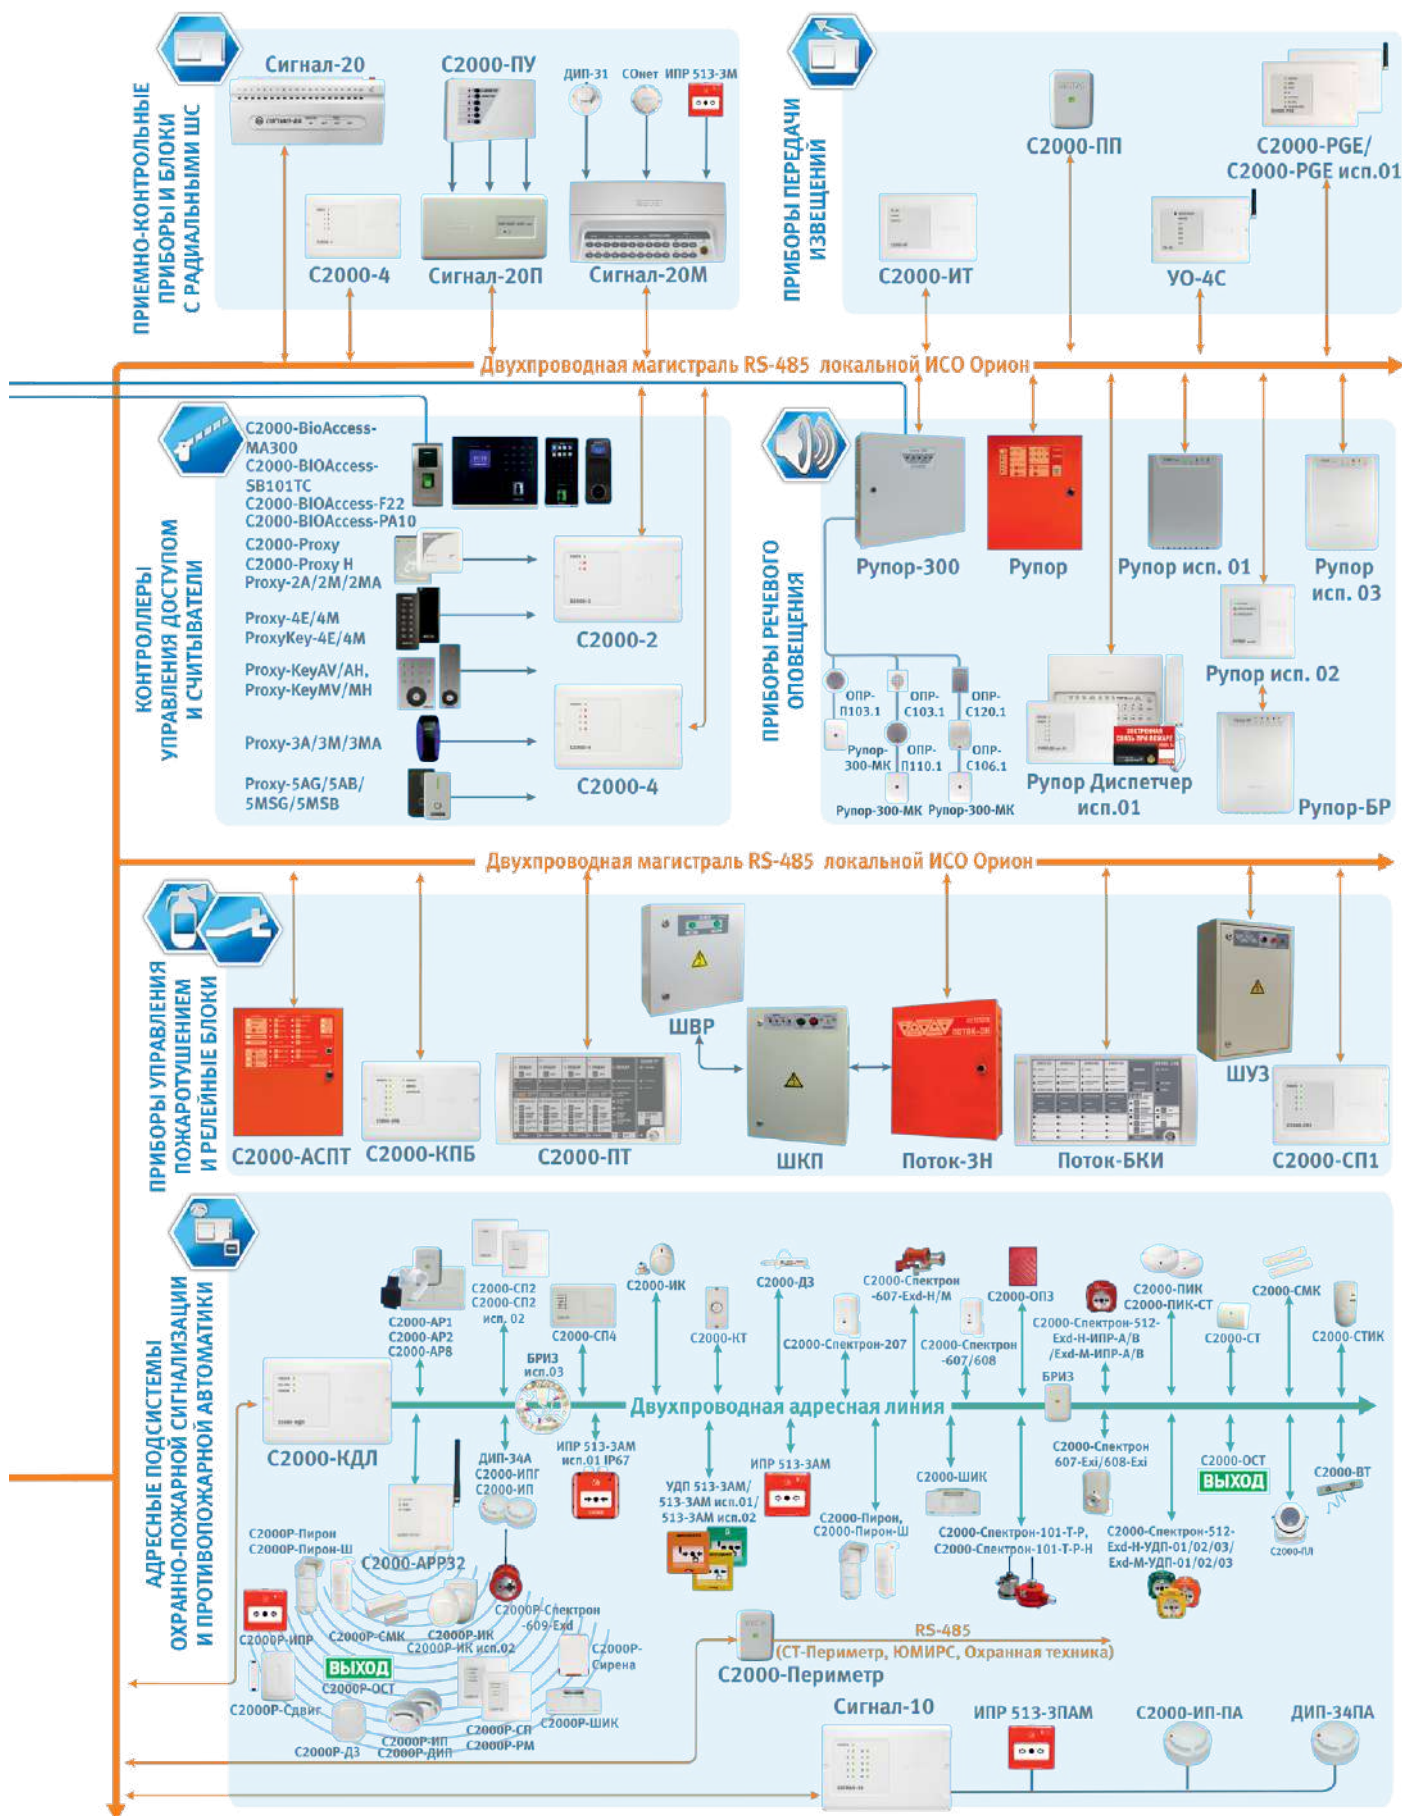 ПРИЕМНО-КОНТРОЛЬНЫЕ
ПРИБОРЫ И БЛОКИ
С РАДИАЛЬНЫМИ ШС
Сигнал-20
С2000-ПУ
ДИП-31
СОнет
ИПР 513-3М
С2000-4
Сигнал-20П
Сигнал-20М
ПРИБОРЫ ПЕРЕДАЧИ
ИЗВЕЩЕНИЙ
С2000-ПП
С2000-PGE/
С2000-PGE исп.01
С2000-ИТ
УО-4С
Двухпроводная магистраль RS-485 локальной ИСО Орион
КОНТРОЛЛЕРЫ
УПРАВЛЕНИЯ ДОСТУПОМ
И СЧИТЫВАТЕЛИ
C2000-BioAccess-
MA300
C2000-BIOAccess-
SB101TC
C2000-BIOAccess-F22
C2000-BIOAccess-PA10
C2000-Proxy
C2000-Proxy H
Proxy-2A/2M/2MA
Proxy-4E/4M
ProxyKey-4E/4M
Proxy-KeyAV/AH,
Proxy-KeyMV/MH
Proxy-3A/3M/3MA
Proxy-5AG/5AB/
5MSG/5MSB
С2000-2
С2000-4
ПРИБОРЫ РЕЧЕВОГО
ОПОВЕЩЕНИЯ
Рупор-300
Рупор
Рупор исп. 01
Рупор
исп. 03
Рупор исп. 02
ОПР-
П103.1
ОПР-
С103.1
ОПР-
С120.1
Рупор-
300-МК
ОПР-
П110.1
ОПР-
С106.1
Рупор-300-МК
Рупор-300-МК
Рупор Диспетчер
исп.01
Рупор-БР
Двухпроводная магистраль RS-485 локальной ИСО Орион
ПРИБОРЫ УПРАВЛЕНИЯ
ПОЖАРОТУШЕНИЕМ
И РЕЛЕЙНЫЕ БЛОКИ
ШВР
ШУЗ
С2000-АСПТ
С2000-КПБ
С2000-ПТ
ШКП
Поток-3Н
Поток-БКИ
С2000-СП1
АДРЕСНЫЕ ПОДСИСТЕМЫ
ОХРАННО-ПОЖАРНОЙ СИГНАЛИЗАЦИИ
И ПРОТИВОПОЖАРНОЙ АВТОМАТИКИ
С2000-АР1
С2000-АР2
С2000-АР8
С2000-СП2
С2000-СП2
исп. 02
С2000-СП4
БРИЗ
исп.03
С2000-ИК
С2000-КТ
С2000-ДЗ
С2000-Спектрон-207
С2000-Спектрон
-607-Exd-Н/М
С2000-Спектрон
-607/608
С2000-ОПЗ
БРИЗ
С2000-Спектрон-512-
Exd-Н-ИПР-А/В
/Exd-М-ИПР-А/В
С2000-ПИК
С2000-ПИК-СТ
С2000-СТ
С2000-СМК
С2000-СТИК
С2000-КДЛ
Двухпроводная адресная линия
С2000-АРР32
ДИП-34А
С2000-ИПГ
С2000-ИП
ИПР 513-3АМ
исп.01 IP67
УДП 513-3АМ/
513-3АМ исп.01/
513-3АМ исп.02
ИПР 513-3АМ
С2000-Пирон,
С2000-Пирон-Ш
С2000-ШИК
С2000-Спектрон-101-Т-Р,
С2000-Спектрон-101-Т-Р-Н
С2000-Спектрон
607-Exi/608-Exi
С2000-Спектрон-512-
Exd-Н-УДП-01/02/03/
Exd-М-УДП-01/02/03
С2000-ОСТ
ВЫХОД
С2000-ПЛ
С2000-ВТ
С2000Р-Пирон
С2000Р-Пирон-Ш
С2000Р-ИПР
С2000Р-СМК
С2000Р-ИК
С2000Р-ИК исп.02
С2000Р-Спектрон
-609-Exd
С2000Р-
Сирена
ВЫХОД
С2000Р-ОСТ
С2000Р-Сдвиг
С2000Р-ДЗ
С2000Р-ИП
С2000Р-ДИП
С2000Р-СП
С2000Р-РМ
С2000Р-ШИК
С2000-Периметр
RS-485
(СТ-Периметр, ЮМИРС, Охранная техника)
Сигнал-10
ИПР 513-3ПАМ
С2000-ИП-ПА
ДИП-34ПА